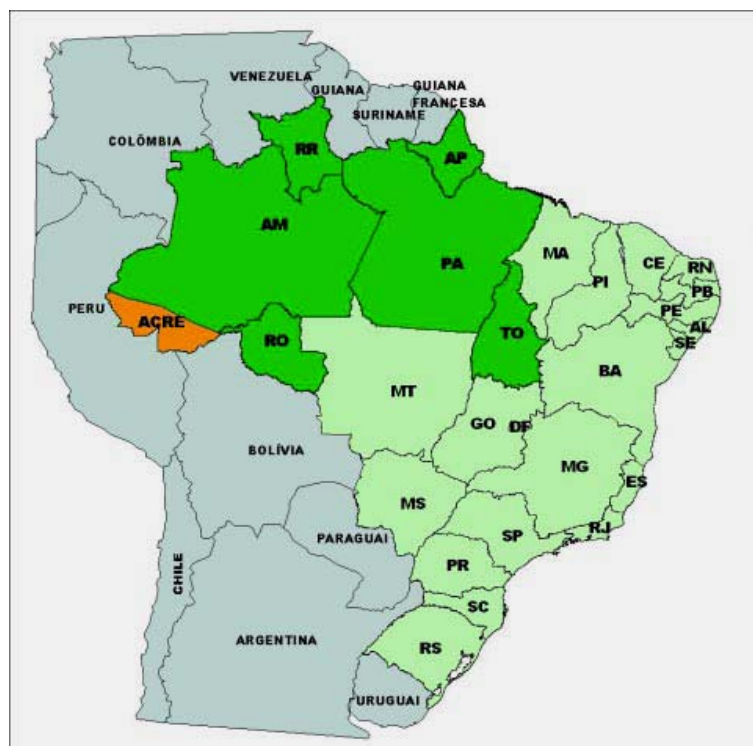 VENEZUELA
GUIANA
GUIANA
FRANCESA
SURINAME
COLÔMBIA
RR
AP
AM
PA
MA
CE
RN
PI
PB
PE
AL
SE
PERU
ACRE
RO
TO
BA
MT
GO
DF
BOLÍVIA
MG
ES
MS
SP
RJ
PARAGUAI
PR
CHILE
SC
ARGENTINA
RS
URUGUAI